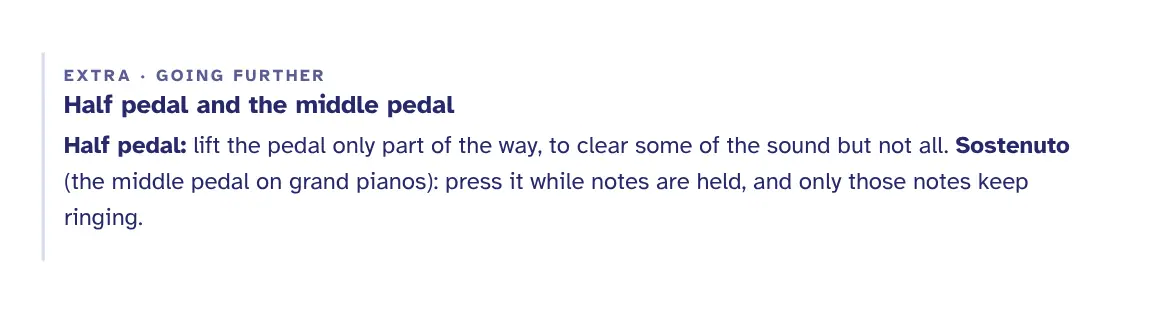 EXTRA · GOING FURTHER
Half pedal and the middle pedal
Half pedal: lift the pedal only part of the way, to clear some of the sound but not all. Sostenuto
(the middle pedal on grand pianos): press it while notes are held, and only those notes keep
ringing.